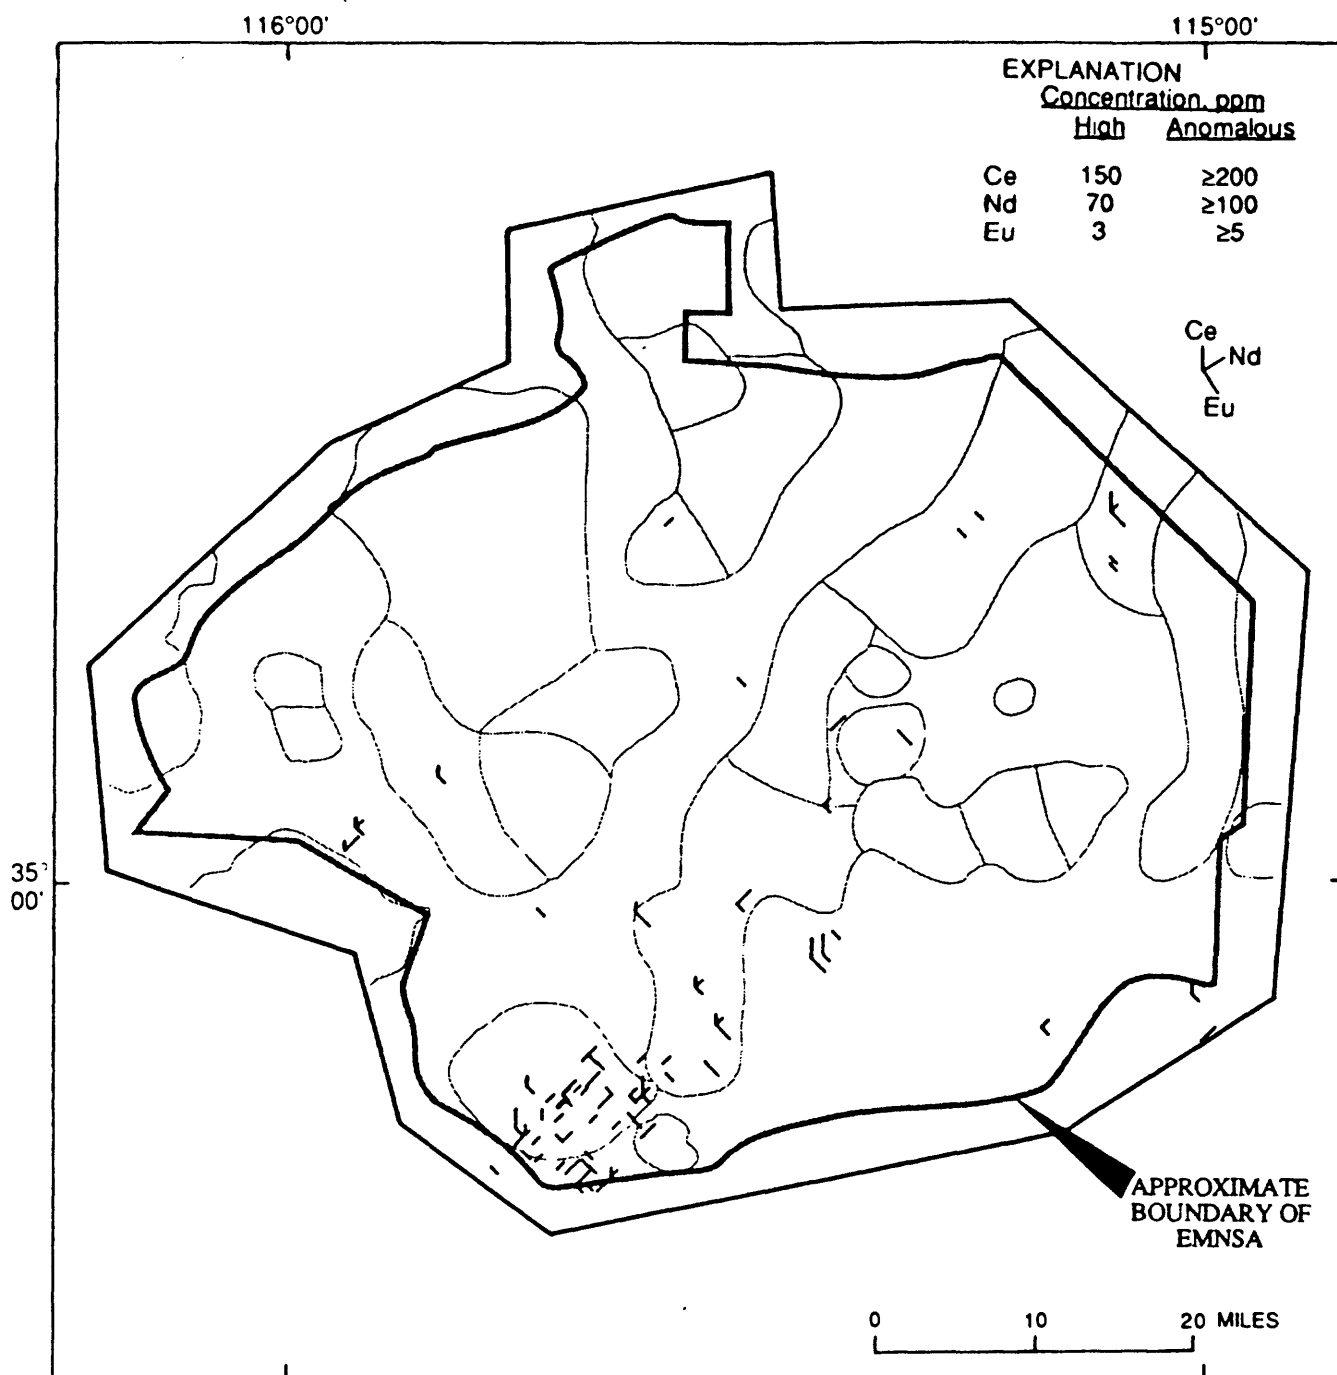 116°00' 115°00'
EXPLANATION
Concentration, ppm
High Anomalous
Ce 150 ≥200
Nd 70 ≥100
Eu 3 ≥5
Ce
Nd
Eu
35°
00'
APPROXIMATE
BOUNDARY OF
EMNSA
0 10 20 MILES